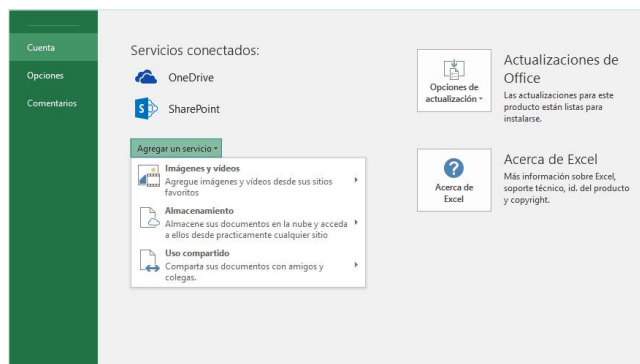 Cuenta
Opciones
Comentarios
Servicios conectados:
OneDrive
SharePoint
Agregar un servicio
Imágenes y vídeos
Agregue imágenes y vídeos desde sus sitios
favoritos
Almacenamiento
Almacene sus documentos en la nube y acceda
a ellos desde practicamente cualquier sitio
Uso compartido
Comparta sus documentos con amigos y
colegas.
Opciones de
actualización
Actualizaciones de
Office
Las actualizaciones para este
producto están listas para
instalarse.
Acerca de
Excel
Acerca de Excel
Más información sobre Excel,
soporte técnico, id. del producto
y copyright.